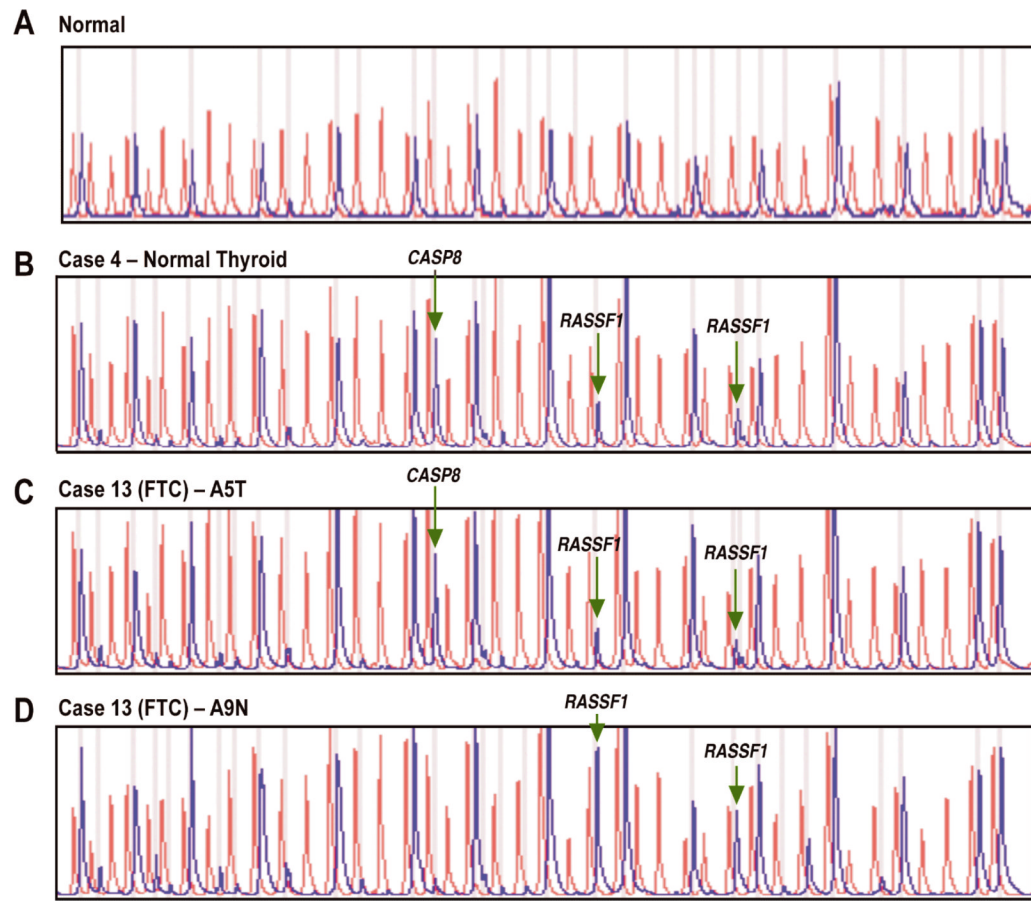 A Normal
B Case 4 – Normal Thyroid
CASP8
RASSF1
RASSF1
C Case 13 (FTC) – A5T
CASP8
RASSF1
RASSF1
D Case 13 (FTC) – A9N
RASSF1
RASSF1